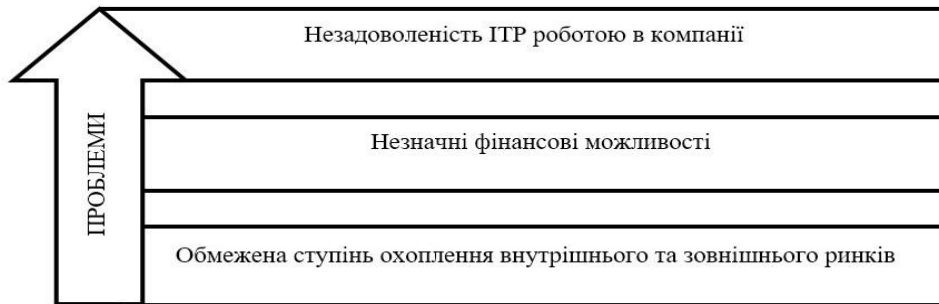 Незадоволеність ІТР роботою в компанії
ПРОБЛЕМИ
Незначні фінансові можливості
Обмежена ступінь охоплення внутрішнього та зовнішнього ринків